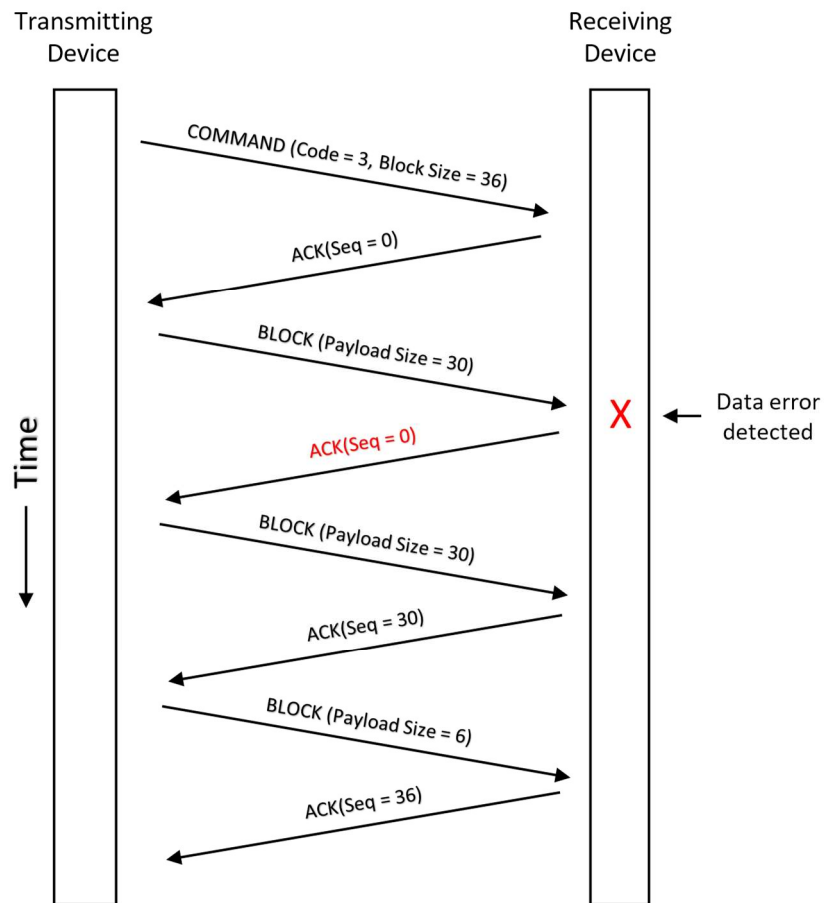 Transmitting
Device
Receiving
Device
COMMAND (Code = 3, Block Size = 36)
ACK(Seq = 0)
BLOCK (Payload Size = 30)
X
Data error
detected
ACK(Seq = 0)
Time
BLOCK (Payload Size = 30)
ACK(Seq = 30)
BLOCK (Payload Size = 6)
ACK(Seq = 36)